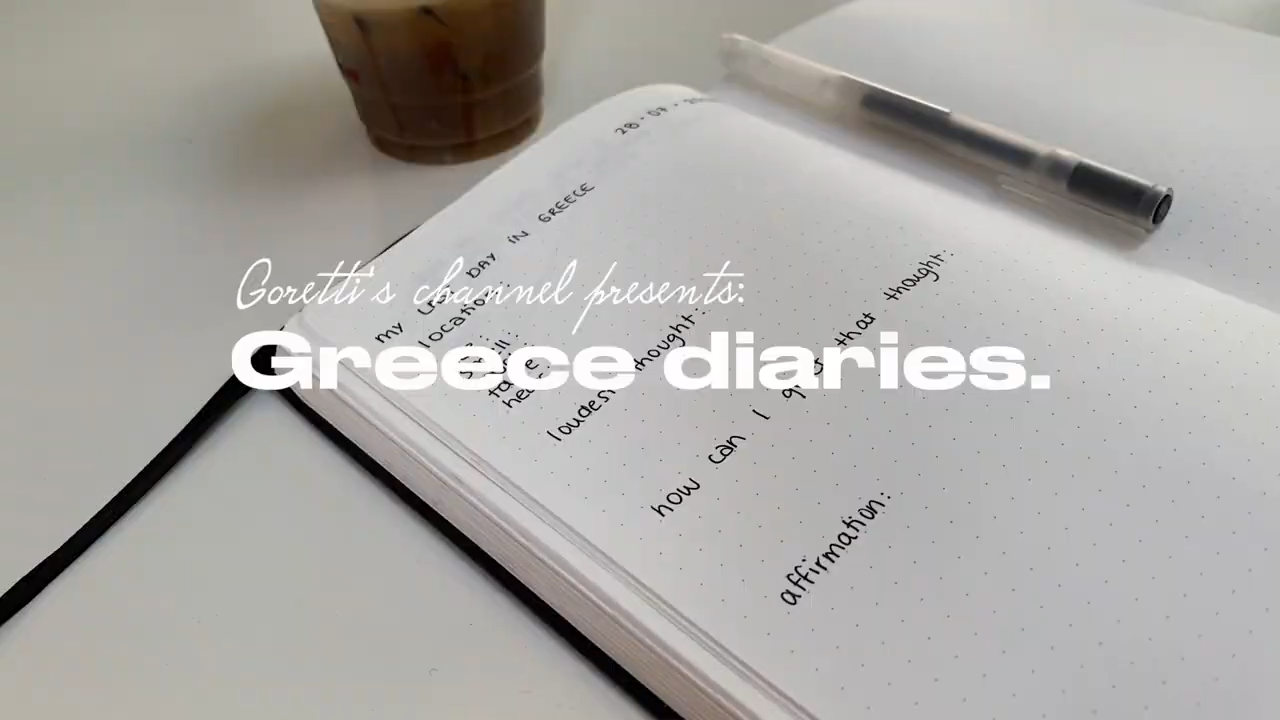 28.07.
my last day in GREECE
location:
Goretti's channel presents:
Greece diaries.
loudest thought:
how can I that thought:
affirmation: